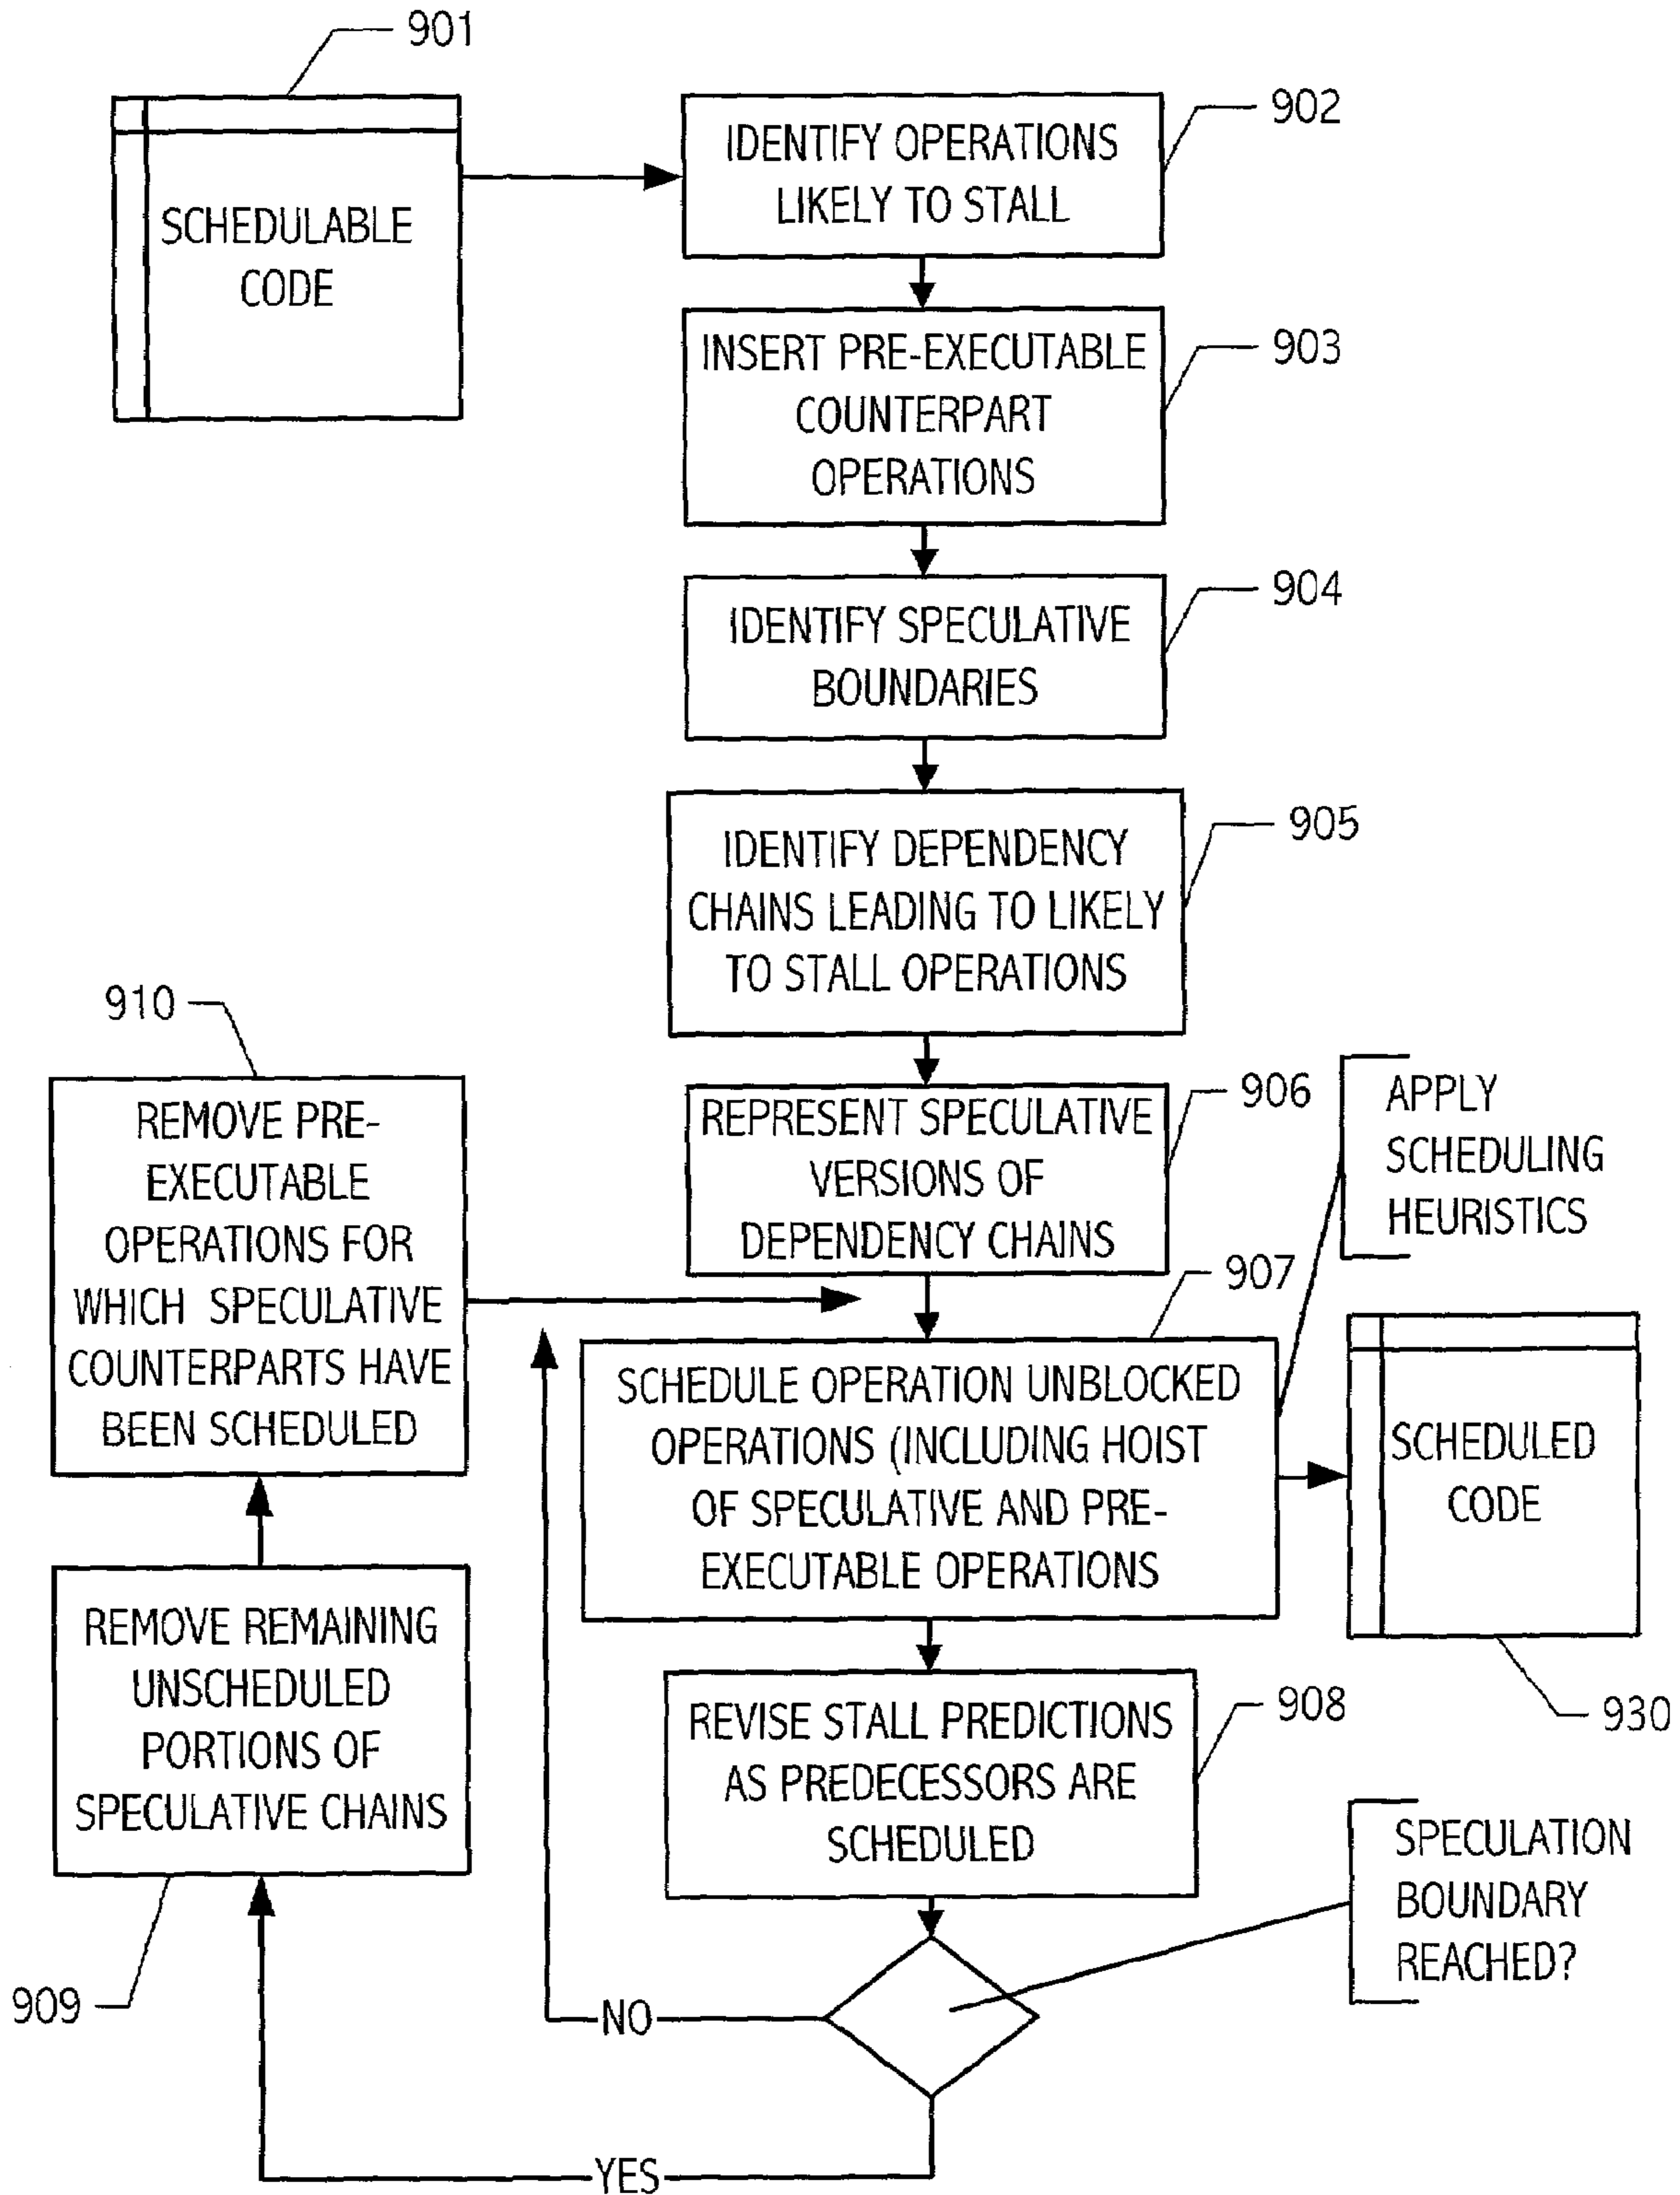 901
SCHEDULABLE
CODE
902
IDENTIFY OPERATIONS
LIKELY TO STALL
903
INSERT PRE-EXECUTABLE
COUNTERPART
OPERATIONS
904
IDENTIFY SPECULATIVE
BOUNDARIES
905
IDENTIFY DEPENDENCY
CHAINS LEADING TO LIKELY
TO STALL OPERATIONS
906
REPRESENT SPECULATIVE
VERSIONS OF
DEPENDENCY CHAINS
APPLY
SCHEDULING
HEURISTICS
910
REMOVE PRE-
EXECUTABLE
OPERATIONS FOR
WHICH SPECULATIVE
COUNTERPARTS HAVE
BEEN SCHEDULED
907
SCHEDULE OPERATION UNBLOCKED
OPERATIONS (INCLUDING HOIST
OF SPECULATIVE AND PRE-
EXECUTABLE OPERATIONS
SCHEDULED
CODE
930
REMOVE REMAINING
UNSCHEDULED
PORTIONS OF
SPECULATIVE CHAINS
909
908
REVISE STALL PREDICTIONS
AS PREDECESSORS ARE
SCHEDULED
SPECULATION
BOUNDARY
REACHED?
NO
YES